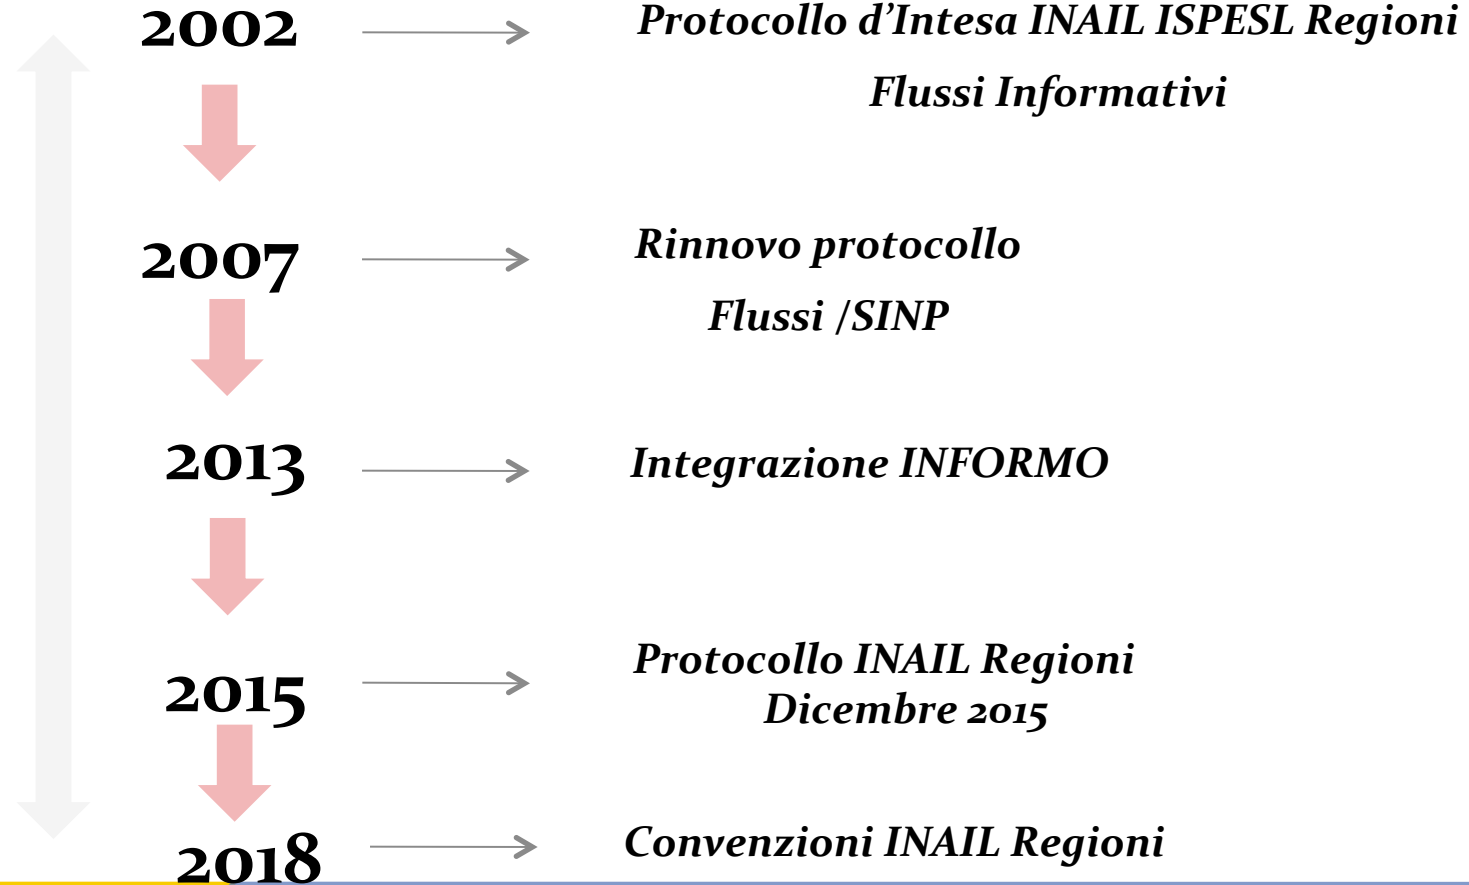 2002
Protocollo d'Intesa INAIL ISPESL Regioni
Flussi Informativi
2007
Rinnovo protocollo
Flussi /SINP
2013
Integrazione INFORMO
2015
Protocollo INAIL Regioni
Dicembre 2015
2018
Convenzioni INAIL Regioni